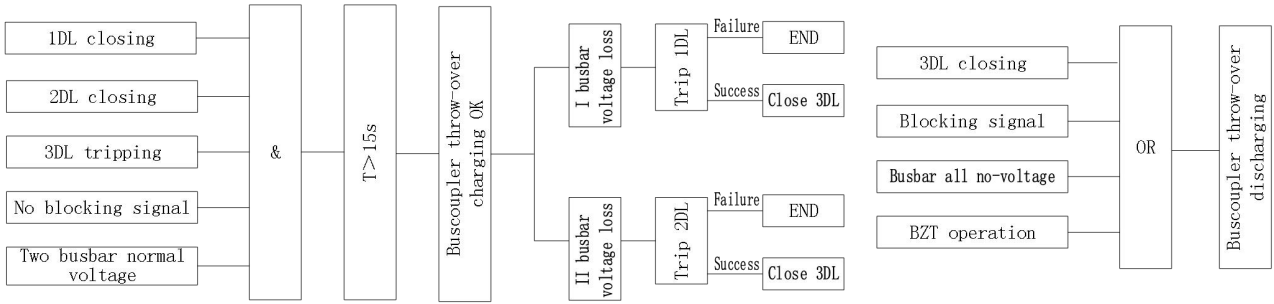 1DL closing
2DL closing
3DL tripping
No blocking signal
Two busbar normal
voltage
&
T＞15s
Buscoupler throw-over
charging OK
I busbar
voltage loss
Trip 1DL
Failure
END
Success
Close 3DL
II busbar
voltage loss
Trip 2DL
Failure
END
Success
Close 3DL
3DL closing
Blocking signal
Busbar all no-voltage
BZT operation
OR
Buscoupler throw-over
discharging